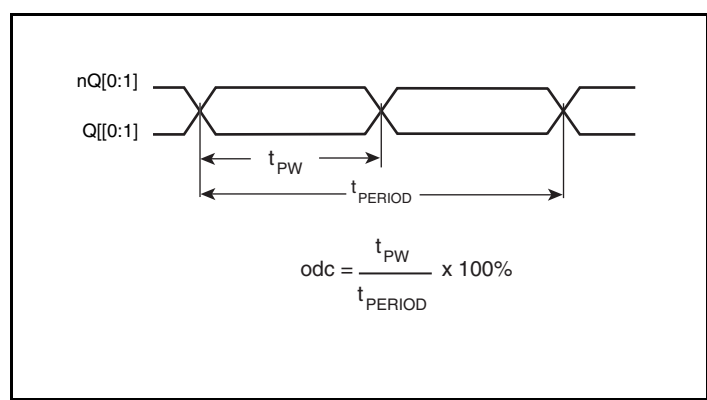 nQ[0:1]
Q[[0:1]
tPW
tPERIOD
tPW
odc = x 100%
tPERIOD